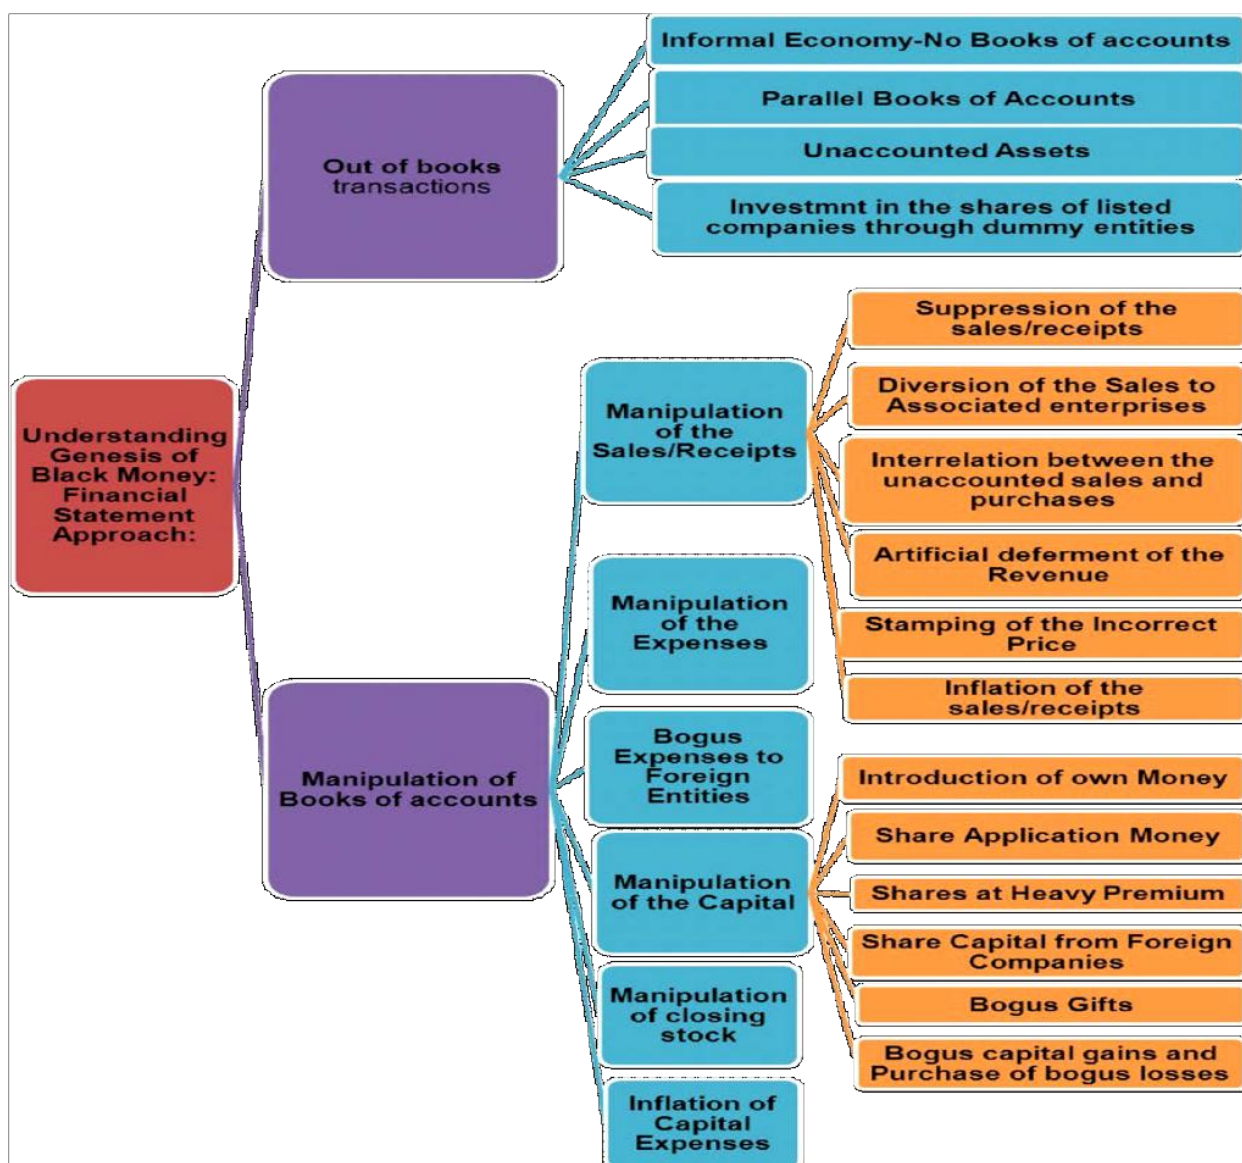 Understanding
Genesis of
Black Money:
Financial
Statement
Approach:
Out of books
transactions
Informal Economy-No Books of accounts
Parallel Books of Accounts
Unaccounted Assets
Investmnt in the shares of listed
companies through dummy entities
Manipulation of
Books of accounts
Manipulation
of the
Sales/Receipts
Suppression of the
sales/receipts
Diversion of the Sales to
Associated enterprises
Interrelation between the
unaccounted sales and
purchases
Artificial deferment of the
Revenue
Stamping of the Incorrect
Price
Inflation of the
sales/receipts
Manipulation
of the
Expenses
Bogus
Expenses to
Foreign
Entities
Manipulation
of the Capital
Introduction of own Money
Share Application Money
Shares at Heavy Premium
Share Capital from Foreign
Companies
Bogus Gifts
Bogus capital gains and
Purchase of bogus losses
Manipulation
of closing
stock
Inflation of
Capital
Expenses